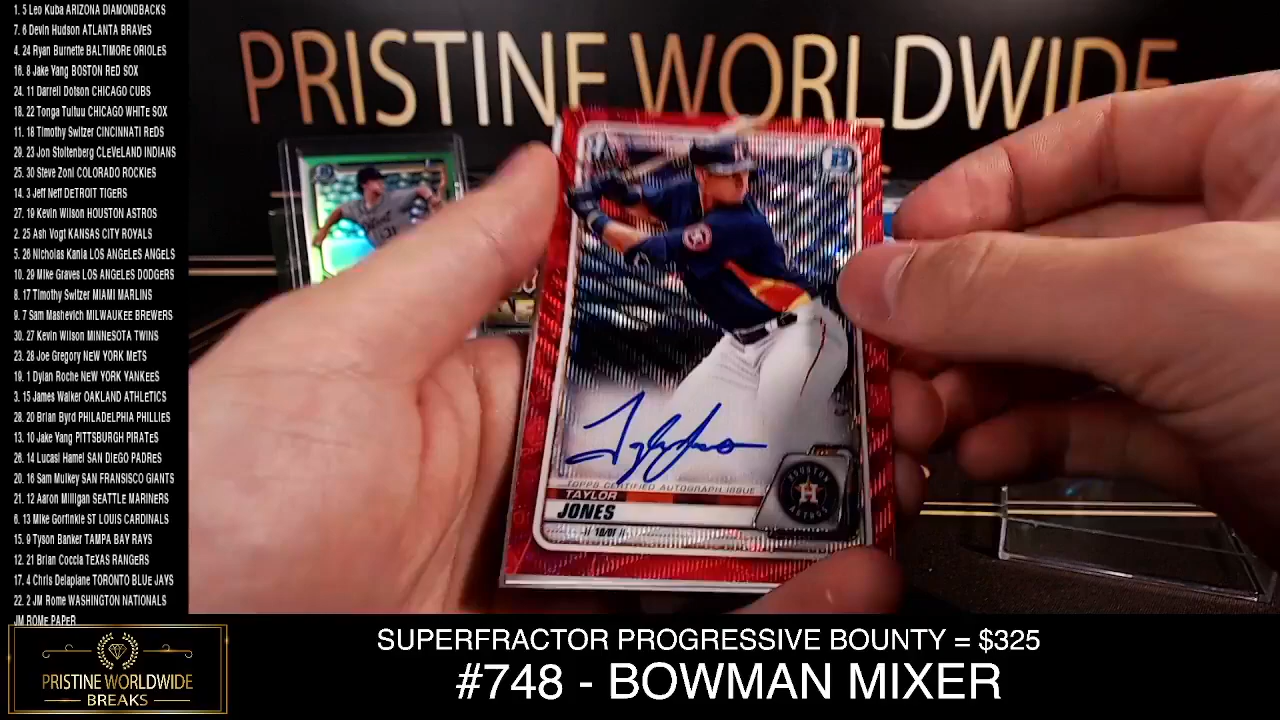 1. 5 Leo Kuba ARIZONA DIAMONDBACKS
7. 6 Devin Hudson ATLANTA BRAVES
4. 24 Ryan Burnette BALTIMORE ORIOLES
16. 8 Jake Yang BOSTON RED SOX
24. 11 Darrell Dotson CHICAGO CUBS
18. 22 Tonga Tuituu CHICAGO WHITE SOX
11. 18 Timothy Switzer CINCINNATI REDS
29. 23 Jon Stoltenberg CLEVELAND INDIANS
25. 30 Steve Zoni COLORADO ROCKIES
14. 3 Jeff Neff DETROIT TIGERS
27. 19 Kevin Wilson HOUSTON ASTROS
2. 25 Ash Vogt KANSAS CITY ROYALS
5. 26 Nicholas Kania LOS ANGELES ANGELS
10. 29 Mike Graves LOS ANGELES DODGERS
8. 17 Timothy Switzer MIAMI MARLINS
9. 7 Sam Mashevich MILWAUKEE BREWERS
30. 27 Kevin Wilson MINNESOTA TWINS
23. 28 Joe Gregory NEW YORK METS
19. 1 Dylan Roche NEW YORK YANKEES
3. 15 James Walker OAKLAND ATHLETICS
28. 20 Brian Byrd PHILADELPHIA PHILLIES
13. 10 Jake Yang PITTSBURGH PIRATES
26. 14 Lucasi Hamel SAN DIEGO PADRES
20. 16 Sam Mulkey SAN FRANSISCO GIANTS
21. 12 Aaron Milligan SEATTLE MARINERS
6. 13 Mike Gorfinkle ST LOUIS CARDINALS
15. 9 Tyson Banker TAMPA BAY RAYS
12. 21 Brian Coccia TEXAS RANGERS
17. 4 Chris Delaplane TORONTO BLUE JAYS
22. 2 JM Rome WASHINGTON NATIONALS
JM ROME PAPER
PRISTINE WORLDWIDE
TOPPS CERTIFIED AUTOGRAPH ISSUE
TAYLOR
JONES
HOUSTON
H
ASTROS
PRISTINE WORLDWIDE
BREAKS
SUPERFRACTOR PROGRESSIVE BOUNTY = $325
#748 - BOWMAN MIXER